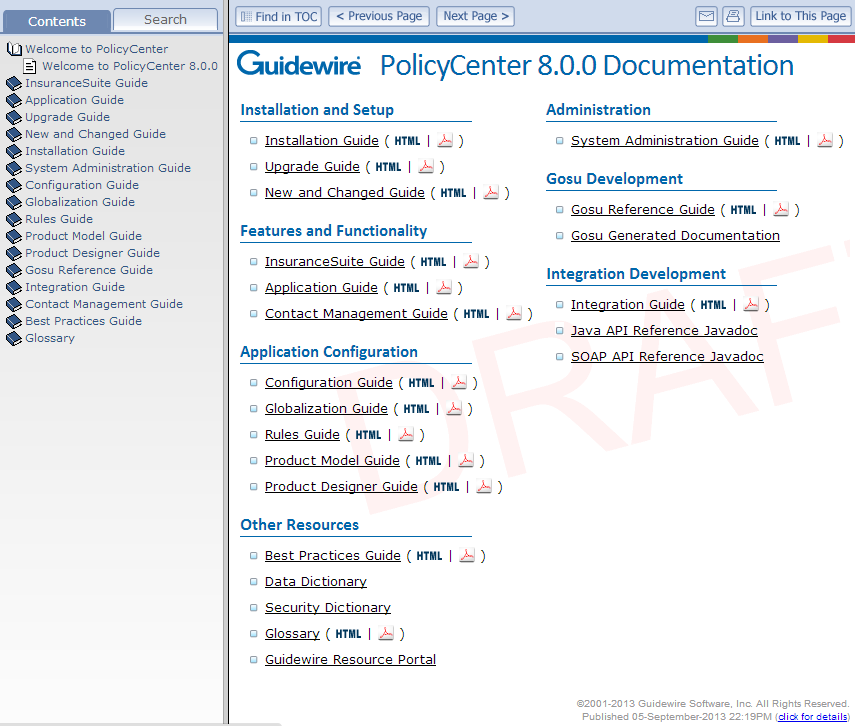 Contents
Search
Welcome to PolicyCenter
Welcome to PolicyCenter 8.0.0
InsuranceSuite Guide
Application Guide
Upgrade Guide
New and Changed Guide
Installation Guide
System Administration Guide
Configuration Guide
Globalization Guide
Rules Guide
Product Model Guide
Product Designer Guide
Gosu Reference Guide
Integration Guide
Contact Management Guide
Best Practices Guide
Glossary
Find in TOC
< Previous Page
Next Page >
Link to This Page
Guidewire PolicyCenter 8.0.0 Documentation
Installation and Setup
Installation Guide ( HTML | )
Upgrade Guide ( HTML | )
New and Changed Guide ( HTML | )
Features and Functionality
InsuranceSuite Guide ( HTML | )
Application Guide ( HTML | )
Contact Management Guide ( HTML | )
Application Configuration
Configuration Guide ( HTML | )
Globalization Guide ( HTML | )
Rules Guide ( HTML | )
Product Model Guide ( HTML | )
Product Designer Guide ( HTML | )
Other Resources
Best Practices Guide ( HTML | )
Data Dictionary
Security Dictionary
Glossary ( HTML | )
Guidewire Resource Portal
Administration
System Administration Guide ( HTML | )
Gosu Development
Gosu Reference Guide ( HTML | )
Gosu Generated Documentation
Integration Development
Integration Guide ( HTML | )
Java API Reference Javadoc
SOAP API Reference Javadoc
DRAF
©2001-2013 Guidewire Software, Inc. All Rights Reserved.
Published 05-September-2013 22:19PM (click for details)